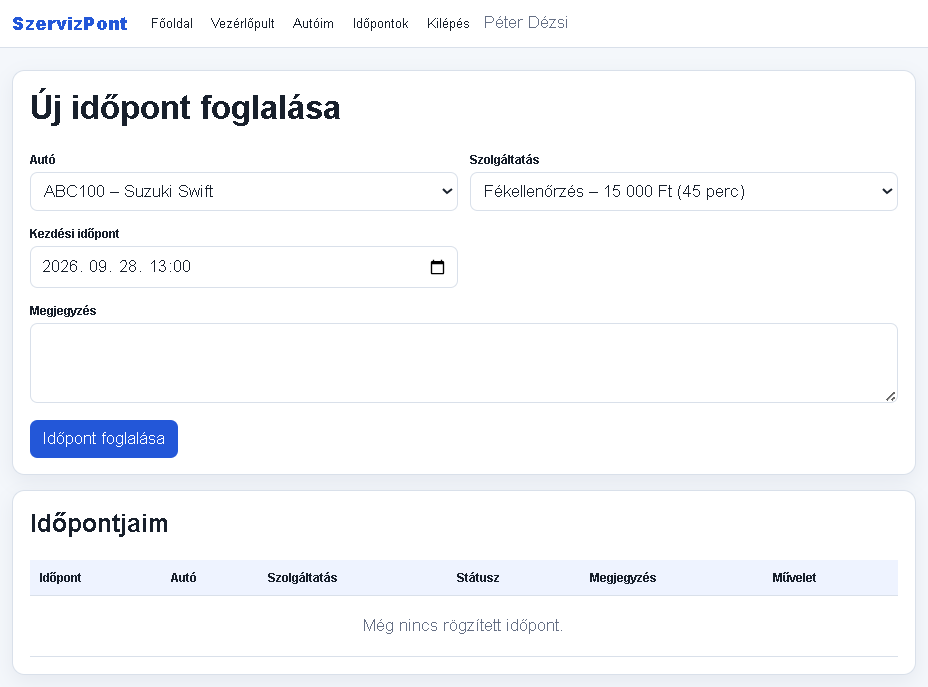 SzervizPont Főoldal Vezérlőpult Autóim Időpontok Kilépés Péter Dézsi
Új időpont foglalása
Autó Szolgáltatás
ABC100 – Suzuki Swift Fékellenőrzés – 15 000 Ft (45 perc)
Kezdési időpont
2026. 09. 28. 13:00
Megjegyzés
Időpont foglalása
Időpontjaim
Időpont Autó Szolgáltatás Státusz Megjegyzés Művelet
Még nincs rögzített időpont.